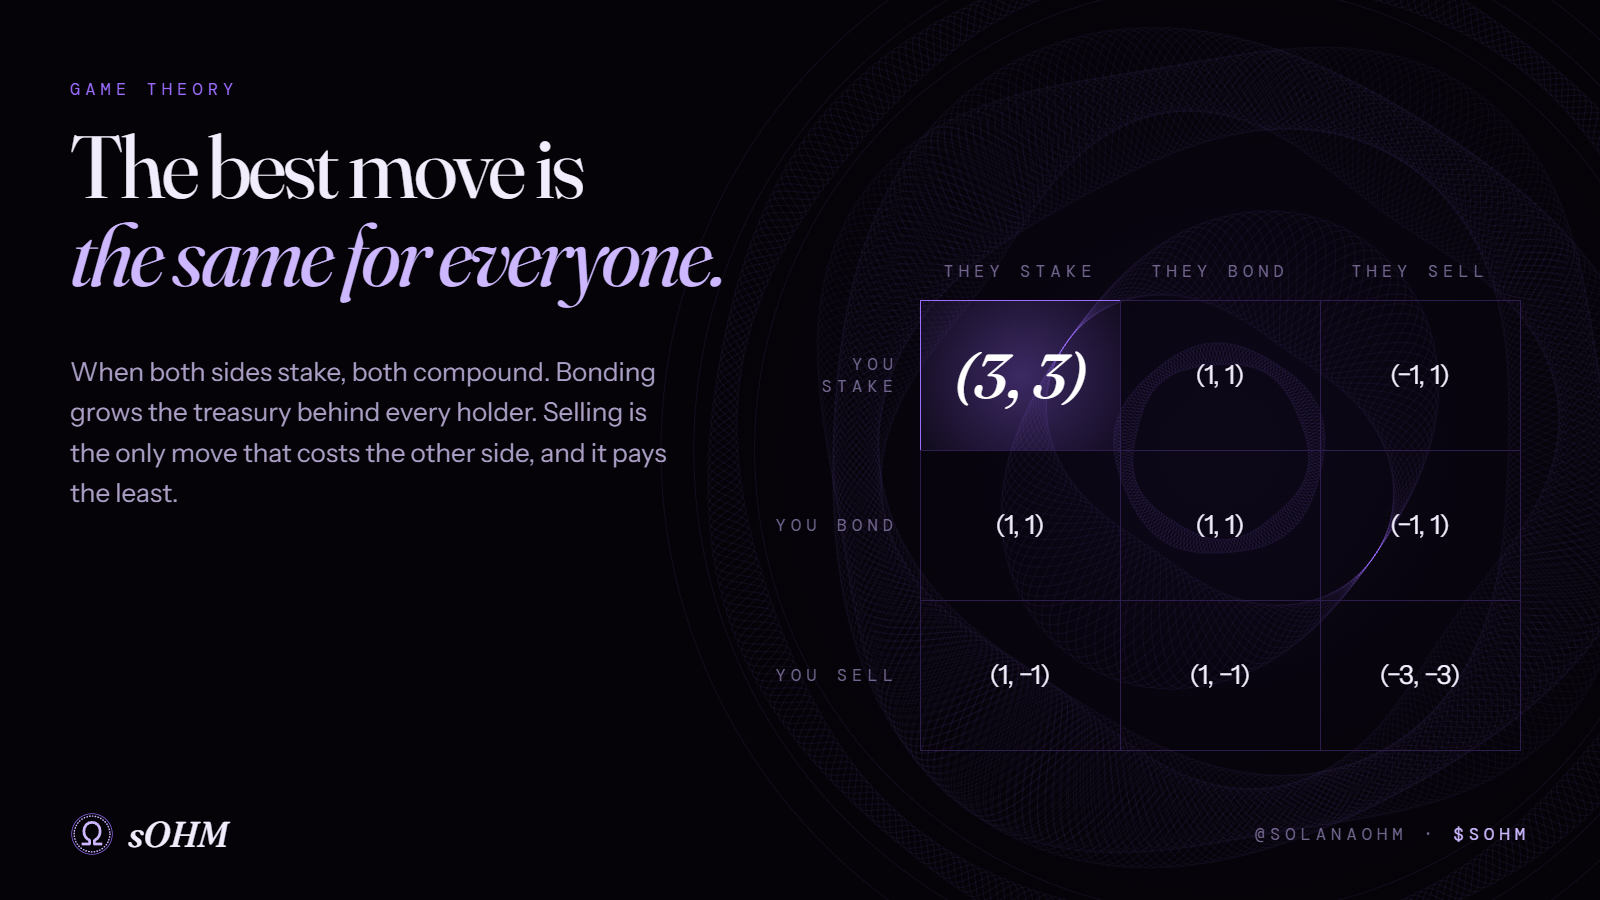 GAME THEORY
The best move is
the same for everyone.
When both sides stake, both compound. Bonding
grows the treasury behind every holder. Selling is
the only move that costs the other side, and it pays
the least.
THEY STAKE THEY BOND THEY SELL
YOU
STAKE
(3, 3) (1, 1) (−1, 1)
YOU BOND (1, 1) (1, 1) (−1, 1)
YOU SELL (1, −1) (1, −1) (−3, −3)
Ω sOHM
@SOLANAOHM · $SOHM